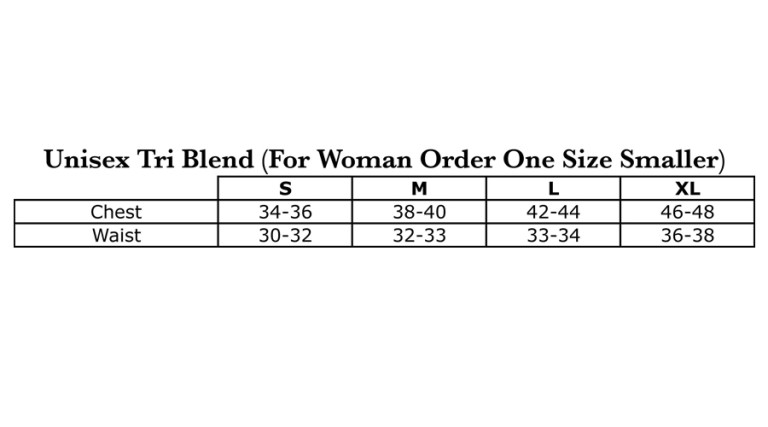 Unisex Tri Blend (For Woman Order One Size Smaller)
S M L XL
Chest 34-36 38-40 42-44 46-48
Waist 30-32 32-33 33-34 36-38